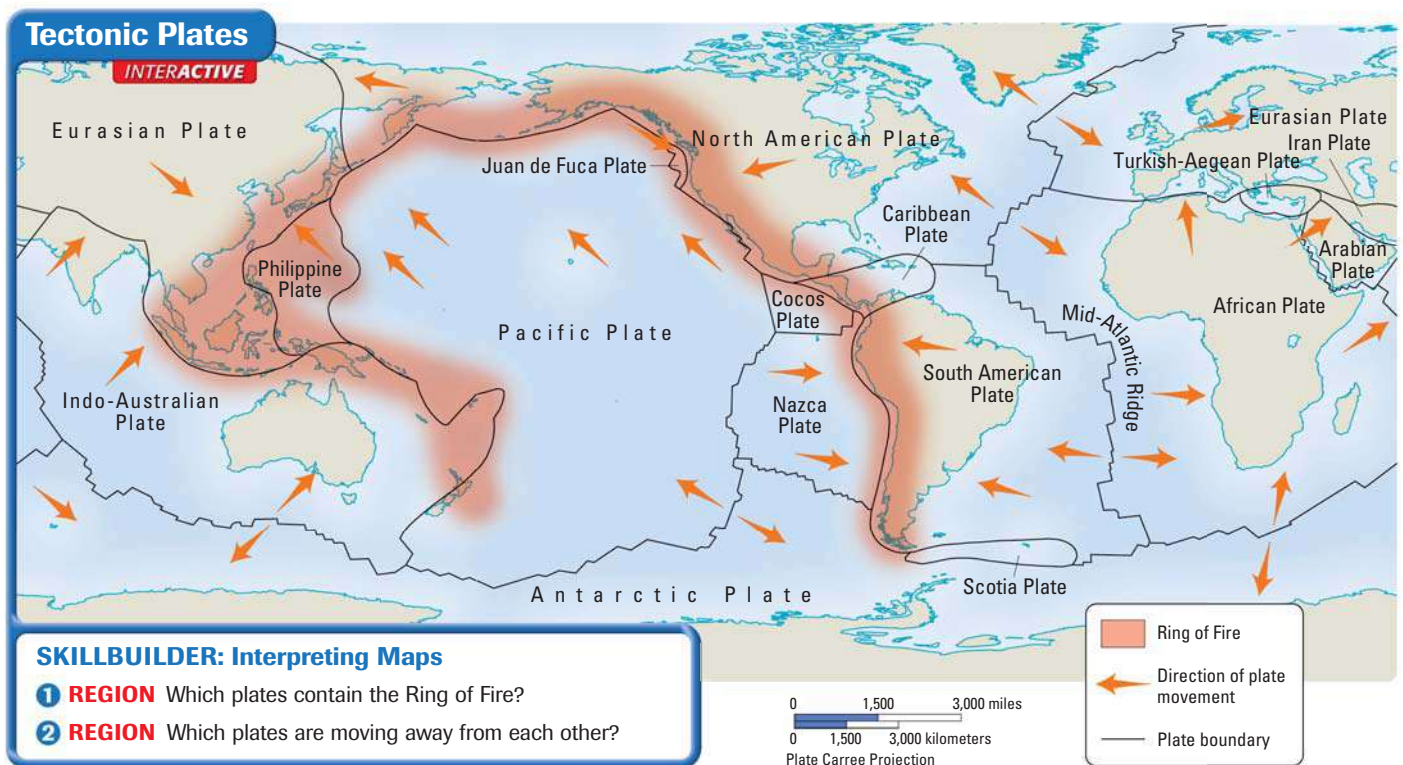 Tectonic Plates
INTERACTIVE
Eurasian Plate
North American Plate
Juan de Fuca Plate
Eurasian Plate
Iran Plate
Turkish-Aegean Plate
Caribbean
Plate
Arabian
Plate
Philippine
Plate
Cocos
Plate
African Plate
Mid-Atlantic Ridge
Pacific Plate
South American
Plate
Indo-Australian
Plate
Nazca
Plate
Scotia Plate
Antarctic Plate
Ring of Fire
Direction of plate
movement
Plate boundary
0 1,500 3,000 miles
0 1,500 3,000 kilometers
Plate Carree Projection
SKILLBUILDER: Interpreting Maps
1 REGION Which plates contain the Ring of Fire?
2 REGION Which plates are moving away from each other?